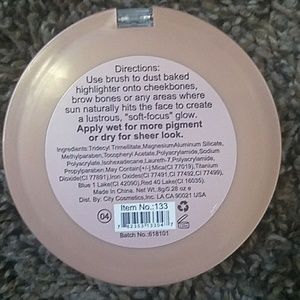 Directions:
Use brush to dust baked
highlighter onto cheekbones,
brow bones or any areas where
sun naturally hits the face to create
a lustrous, "soft-focus" glow.
Apply wet for more pigment
or dry for sheer look.
Ingredients:Tridecyl Trimellitate,MagnesiumAluminum Silicate,
Methylparaben,Tocopheryl Acetate,Polyacrylamide,Sodium
Polyacrylate,Isohexadecane,Laureth-7,Polyacrylamide,
Propylparaben.May Contain[+/-]:Mica(CI 77019),Titanium
Dioxide(CI 77891),Iron Oxides(CI 77491,CI 77492,CI 77499)
Blue 1 Lake(CI 42090),Red 40 Lake(CI 16035),
Made In China. Net Wt.:8g/0.28 oz e
Dist. By: City Cosmetics,Inc. LA CA 90021 USA
Item No.:133
04
Batch No.:618101